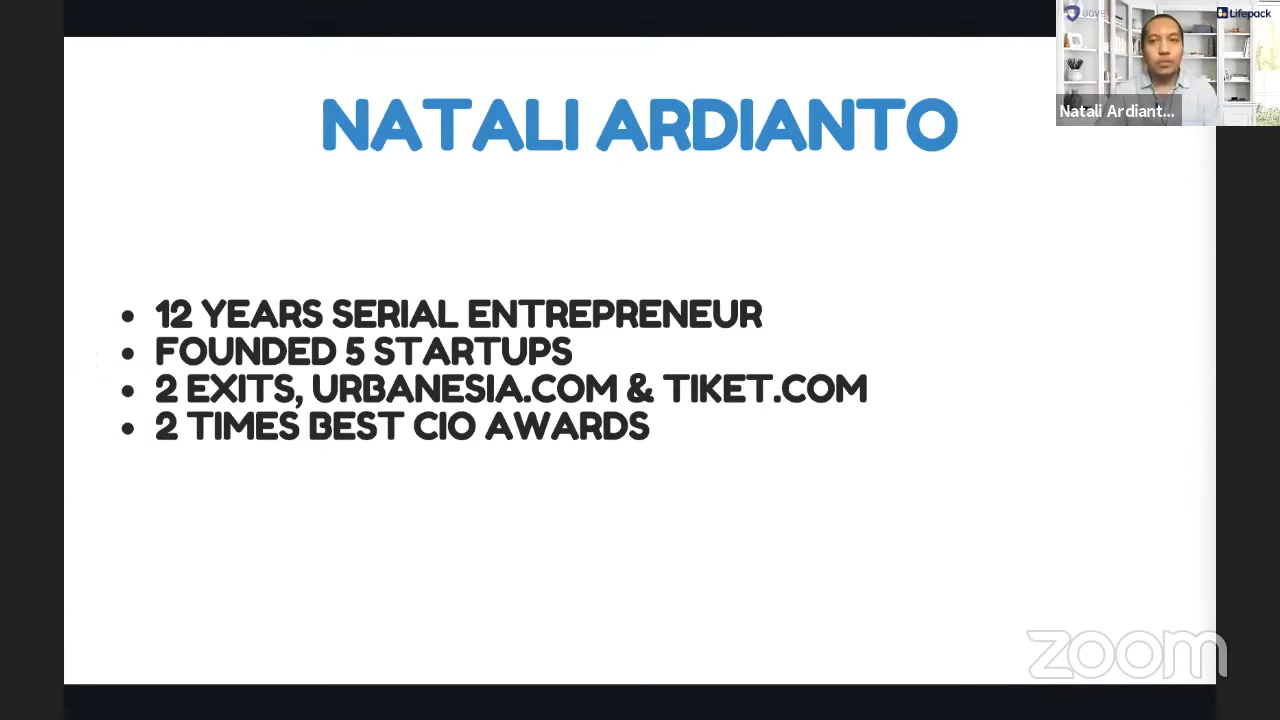 Lifepack
Natali Ardiant...
NATALI ARDIANTO
• 12 YEARS SERIAL ENTREPRENEUR
• FOUNDED 5 STARTUPS
• 2 EXITS, URBANESIA.COM & TIKET.COM
• 2 TIMES BEST CIO AWARDS
zoom